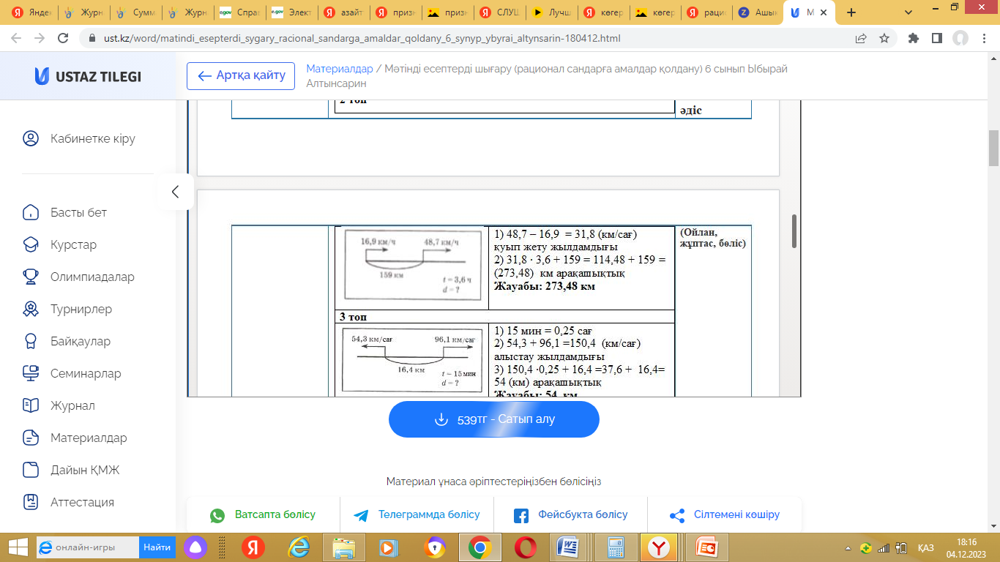 Яндек
Журн
Сумм
Журн
Спра
Элект
азайт
призн
призн
СЛУШ
Лучш
көгер
көгер
рацио
Ашык
М
ust.kz/word/matindi_esepterdi_sygary_racional_sandarga_amaldar_qoldany_6_synyp_ybyrai_altynsarin-180412.html
USTAZ TILEGI
Артқа қайту
Материалдар / Мәтінді есептерді шығару (рационал сандарға амалдар қолдану) 6 сынып Ыбырай
Алтынсарин
Кабинетке кіру
Басты бет
Курстар
Олимпиадалар
Турнирлер
Байқаулар
Семинарлар
Журнал
Материалдар
Дайын ҚМЖ
Аттестация
2 топ
әдіс
16,9 км/ч 48,7 км/ч
159 км
t = 3,6 ч
d = ?
1) 48,7 – 16,9 = 31,8 (км/сағ)
қуып жету жылдамдығы
2) 31,8 · 3,6 + 159 = 114,48 + 159 =
(273,48) км арақашықтық
Жауабы: 273,48 км
(Ойлан,
жұптас, бөліс)
3 топ
54,3 км/сағ 96,1 км/сағ
16,4 км
t = 15 мин
d = ?
1) 15 мин = 0,25 сағ
2) 54,3 + 96,1 =150,4 (км/сағ)
алыстау жылдамдығы
3) 150,4 ·0,25 + 16,4 =37,6 + 16,4=
54 (км) арақашықтық
Жауабы: 54 км
539тг - Сатып алу
Материал ұнаса әріптестеріңізбен бөлісіңіз
Ватсапта бөлісу
Телеграммда бөлісу
Фейсбукта бөлісу
Сілтемені көшіру
онлайн-игры
Найти
ҚАЗ
18:16
04.12.2023